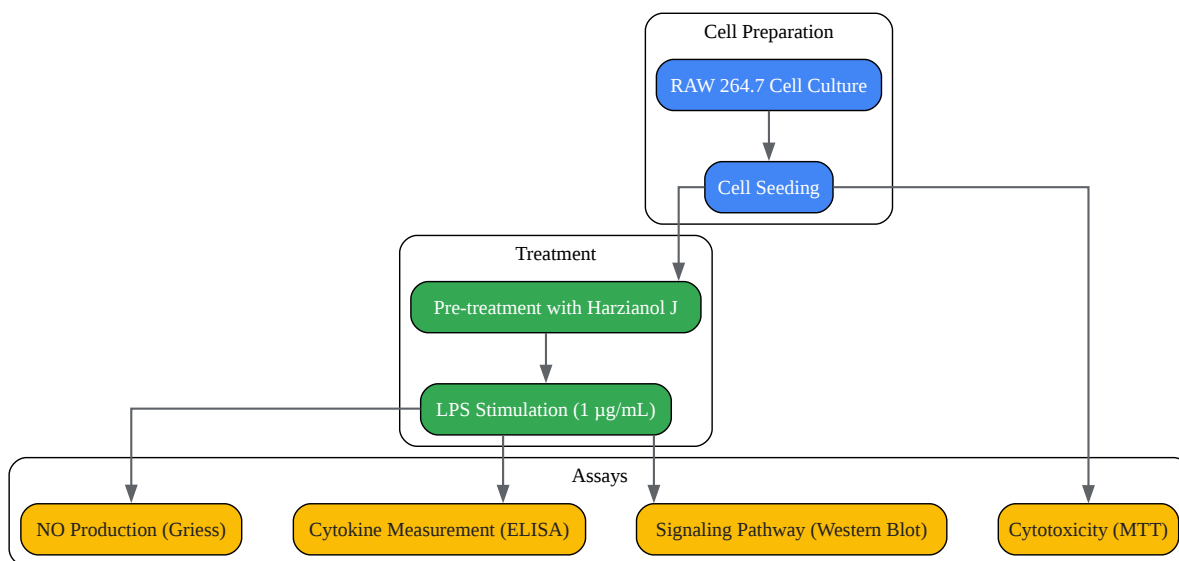 Cell Preparation
RAW 264.7 Cell Culture
Cell Seeding
Treatment
Pre-treatment with Harzianol J
LPS Stimulation (1 µg/mL)
Assays
NO Production (Griess)
Cytokine Measurement (ELISA)
Signaling Pathway (Western Blot)
Cytotoxicity (MTT)